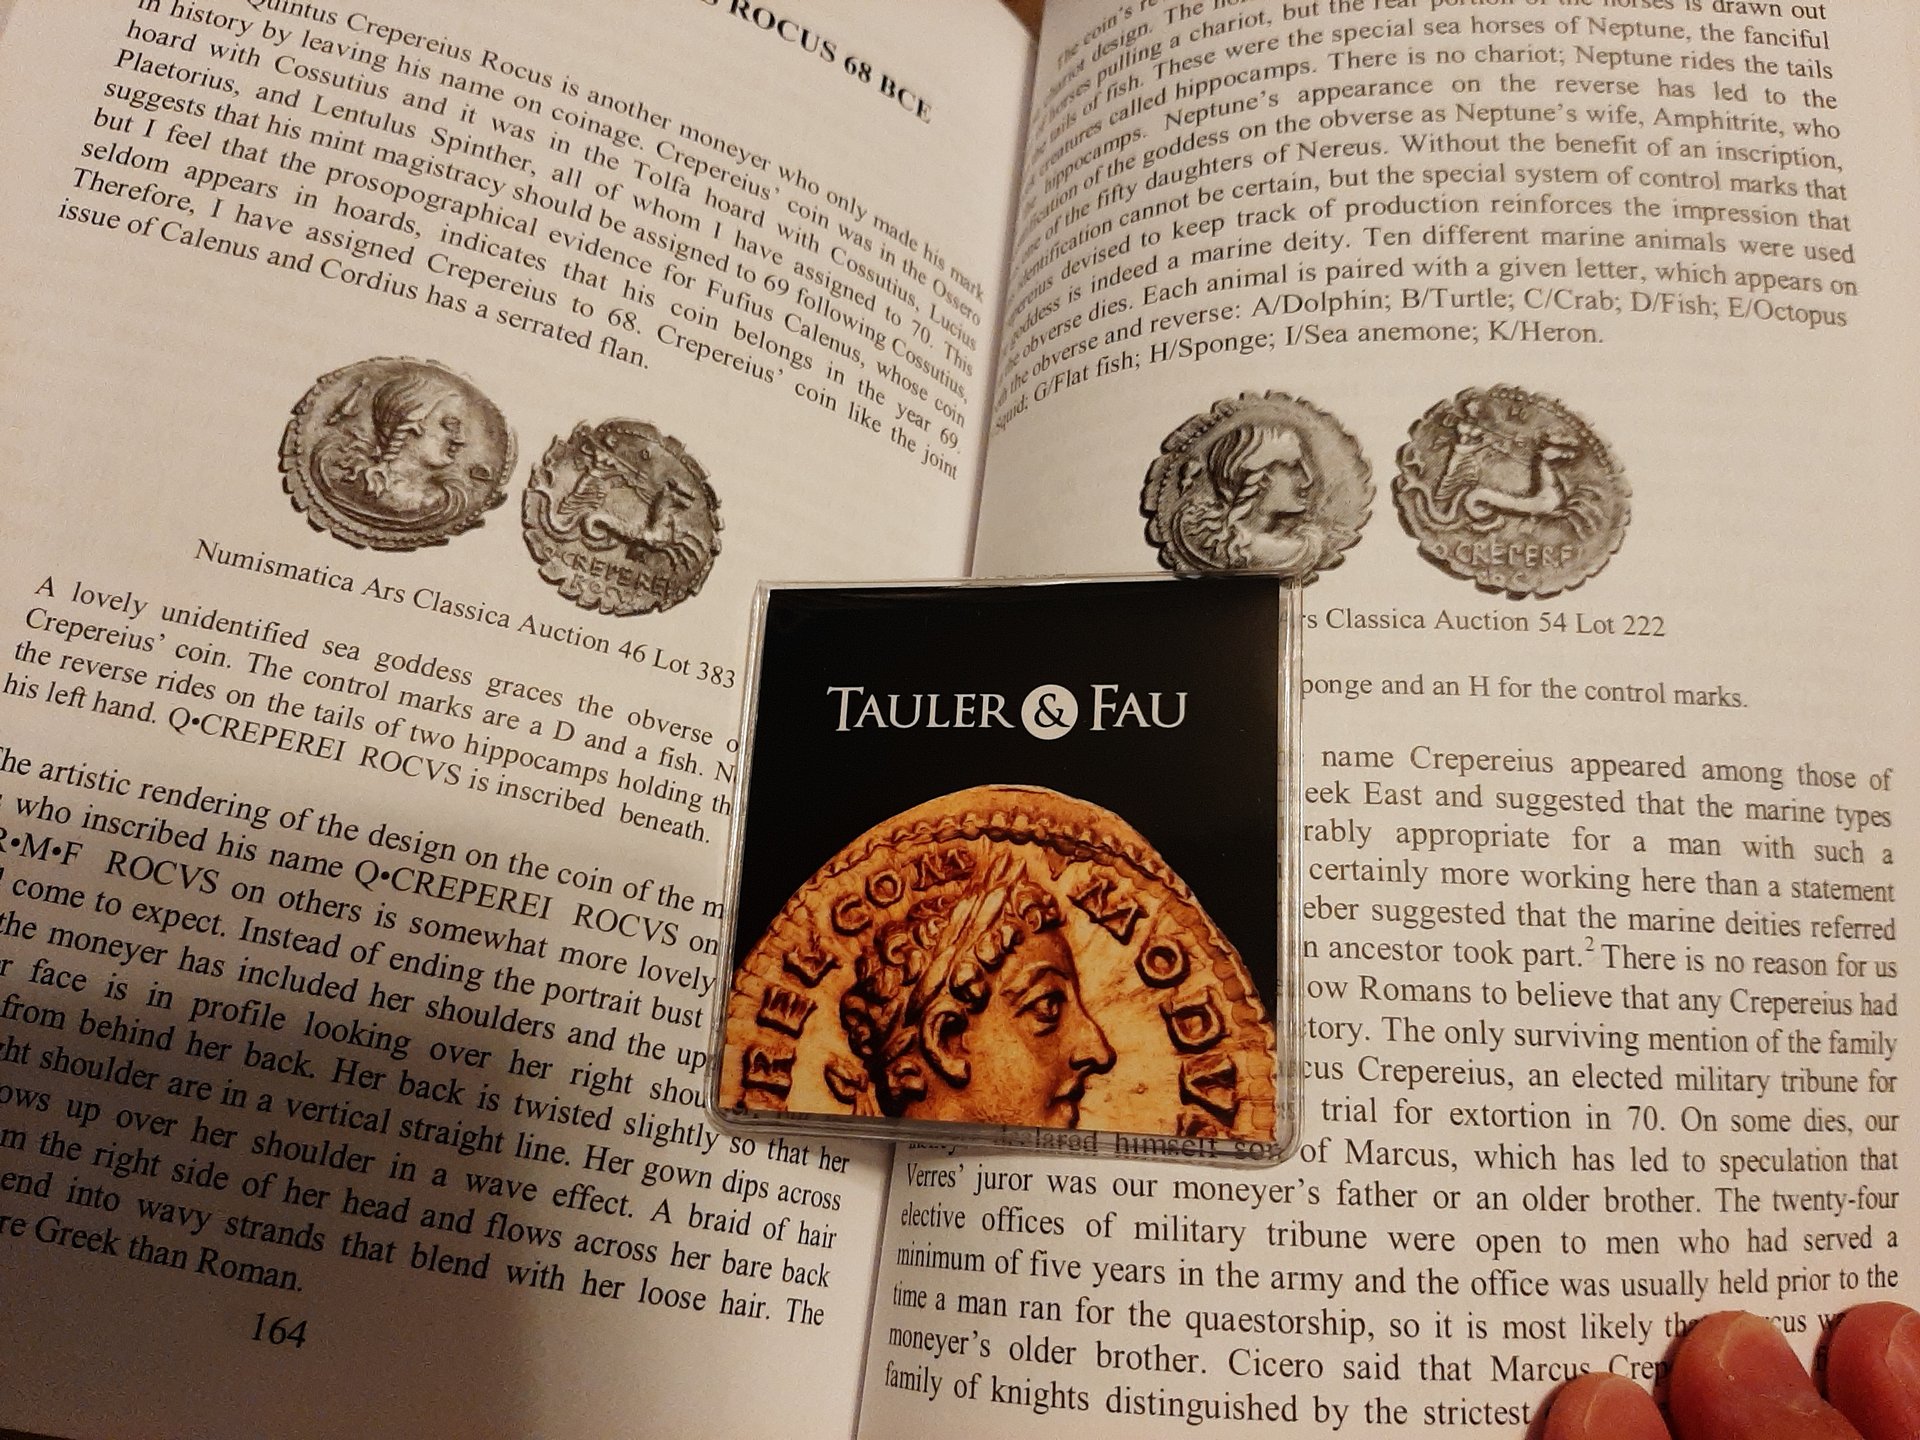 S ROCUS 68 BCE
Quintus Crepereius Rocus is another moneyer who only made his mark
in history by leaving his name on coinage. Crepereius' coin was in the Ossero
hoard with Cossutius and it was in the Tolfa hoard with Cossutius, Lucius
Plaetorius, and Lentulus Spinther, all of whom I have assigned to 70. This
suggests that his mint magistracy should be assigned to 69 following Cossutius,
but I feel that the prosopographical evidence for Fufius Calenus, whose coin
seldom appears in hoards, indicates that his coin belongs in the year 69.
Therefore, I have assigned Crepereius to 68. Crepereius' coin like the joint
issue of Calenus and Cordius has a serrated flan.
CREPEREI
ROCVS
Numismatica Ars Classica Auction 46 Lot 383
A lovely unidentified sea goddess graces the obverse o
Crepereius' coin. The control marks are a D and a fish. N
the reverse rides on the tails of two hippocamps holding th
his left hand. Q•CREPEREI ROCVS is inscribed beneath.
The artistic rendering of the design on the coin of the m
who inscribed his name Q•CREPEREI ROCVS on
R•M•F ROCVS on others is somewhat more lovely
come to expect. Instead of ending the portrait bust
the moneyer has included her shoulders and the up
r face is in profile looking over her right shou
from behind her back. Her back is twisted slightly so that her
ght shoulder are in a vertical straight line. Her gown dips across
ows up over her shoulder in a wave effect. A braid of hair
m the right side of her head and flows across her bare back
end into wavy strands that blend with her loose hair. The
re Greek than Roman.
164
The coin's re
chariot design. The horses is drawn out
of horses pulling a chariot, but the rear portion of the
the tails of fish. These were the special sea horses of Neptune, the fanciful
creatures called hippocamps. There is no chariot; Neptune rides the tails
hippocamps. Neptune's appearance on the reverse has led to the
ification of the goddess on the obverse as Neptune's wife, Amphitrite, who
one of the fifty daughters of Nereus. Without the benefit of an inscription,
identification cannot be certain, but the special system of control marks that
Crepereius devised to keep track of production reinforces the impression that
goddess is indeed a marine deity. Ten different marine animals were used
the obverse dies. Each animal is paired with a given letter, which appears on
the obverse and reverse: A/Dolphin; B/Turtle; C/Crab; D/Fish; E/Octopus
Squid; G/Flat fish; H/Sponge; I/Sea anemone; K/Heron.
Q CREPEREI
ROC
Ars Classica Auction 54 Lot 222
ponge and an H for the control marks.
name Crepereius appeared among those of
eek East and suggested that the marine types
rably appropriate for a man with such a
certainly more working here than a statement
eber suggested that the marine deities referred
n ancestor took part.2 There is no reason for us
ow Romans to believe that any Crepereius had
tory. The only surviving mention of the family
cus Crepereius, an elected military tribune for
trial for extortion in 70. On some dies, our
declared himself son of Marcus, which has led to speculation that
Verres' juror was our moneyer's father or an older brother. The twenty-four
elective offices of military tribune were open to men who had served a
minimum of five years in the army and the office was usually held prior to the
time a man ran for the quaestorship, so it is most likely th cus w
moneyer's older brother. Cicero said that Marcus Crep
family of knights distinguished by the strictest
TAULER & FAU
REL COM MODV